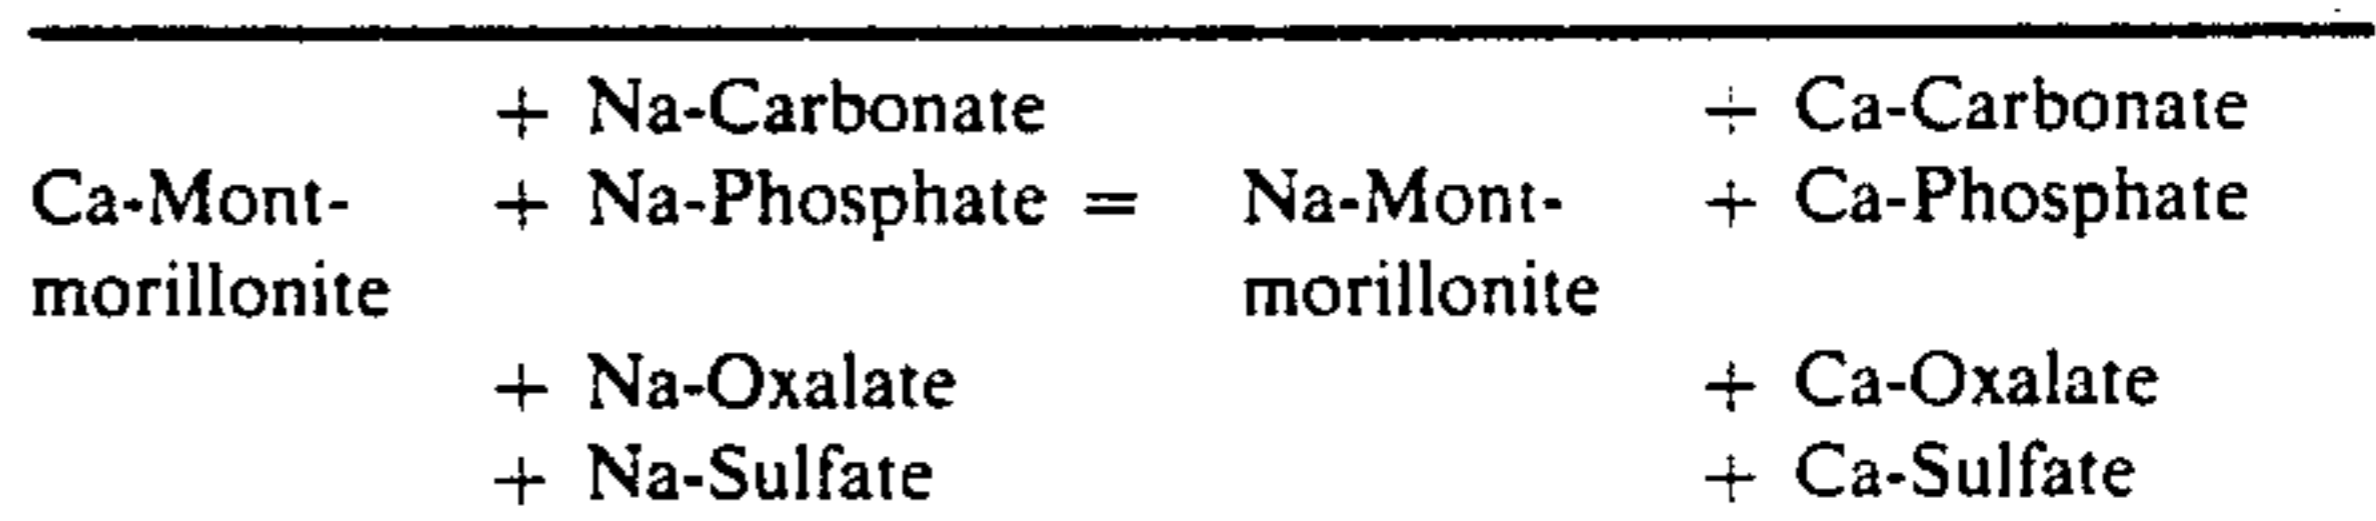 + Na-Carbonate + Ca-Carbonate
Ca-Mont- + Na-Phosphate = Na-Mont- + Ca-Phosphate
morillonite morillonite
+ Na-Oxalate + Ca-Oxalate
+ Na-Sulfate + Ca-Sulfate